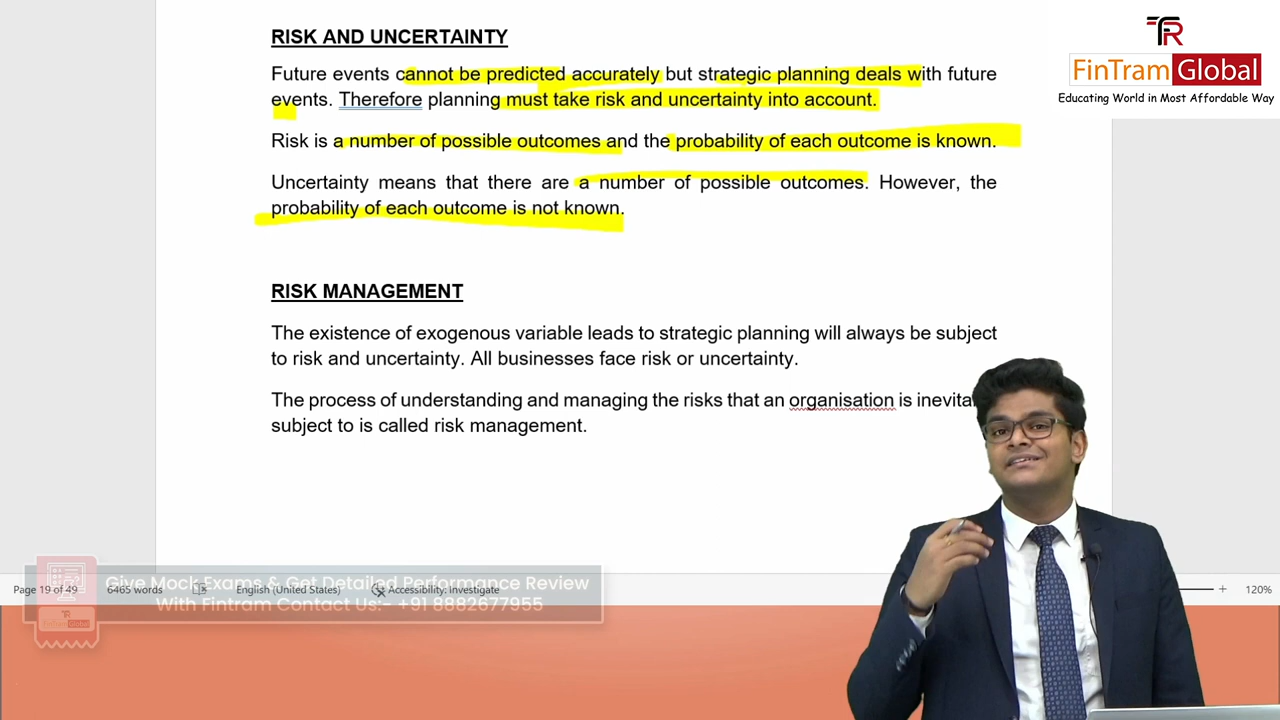 RISK AND UNCERTAINTY
Future events cannot be predicted accurately but strategic planning deals with future
events. Therefore planning must take risk and uncertainty into account.
Risk is a number of possible outcomes and the probability of each outcome is known.
Uncertainty means that there are a number of possible outcomes. However, the
probability of each outcome is not known.
RISK MANAGEMENT
The existence of exogenous variable leads to strategic planning will always be subject
to risk and uncertainty. All businesses face risk or uncertainty.
The process of understanding and managing the risks that an organisation is
subject to is called risk management.
FinTram Global
Educating World in Most Affordable Way
Give Mock Exams & Get Detailed Performance Review
With Fintram Contact Us:- +91 8882677955
Page 19 of 49 6465 words English (United States) Accessibility: Investigate 120%